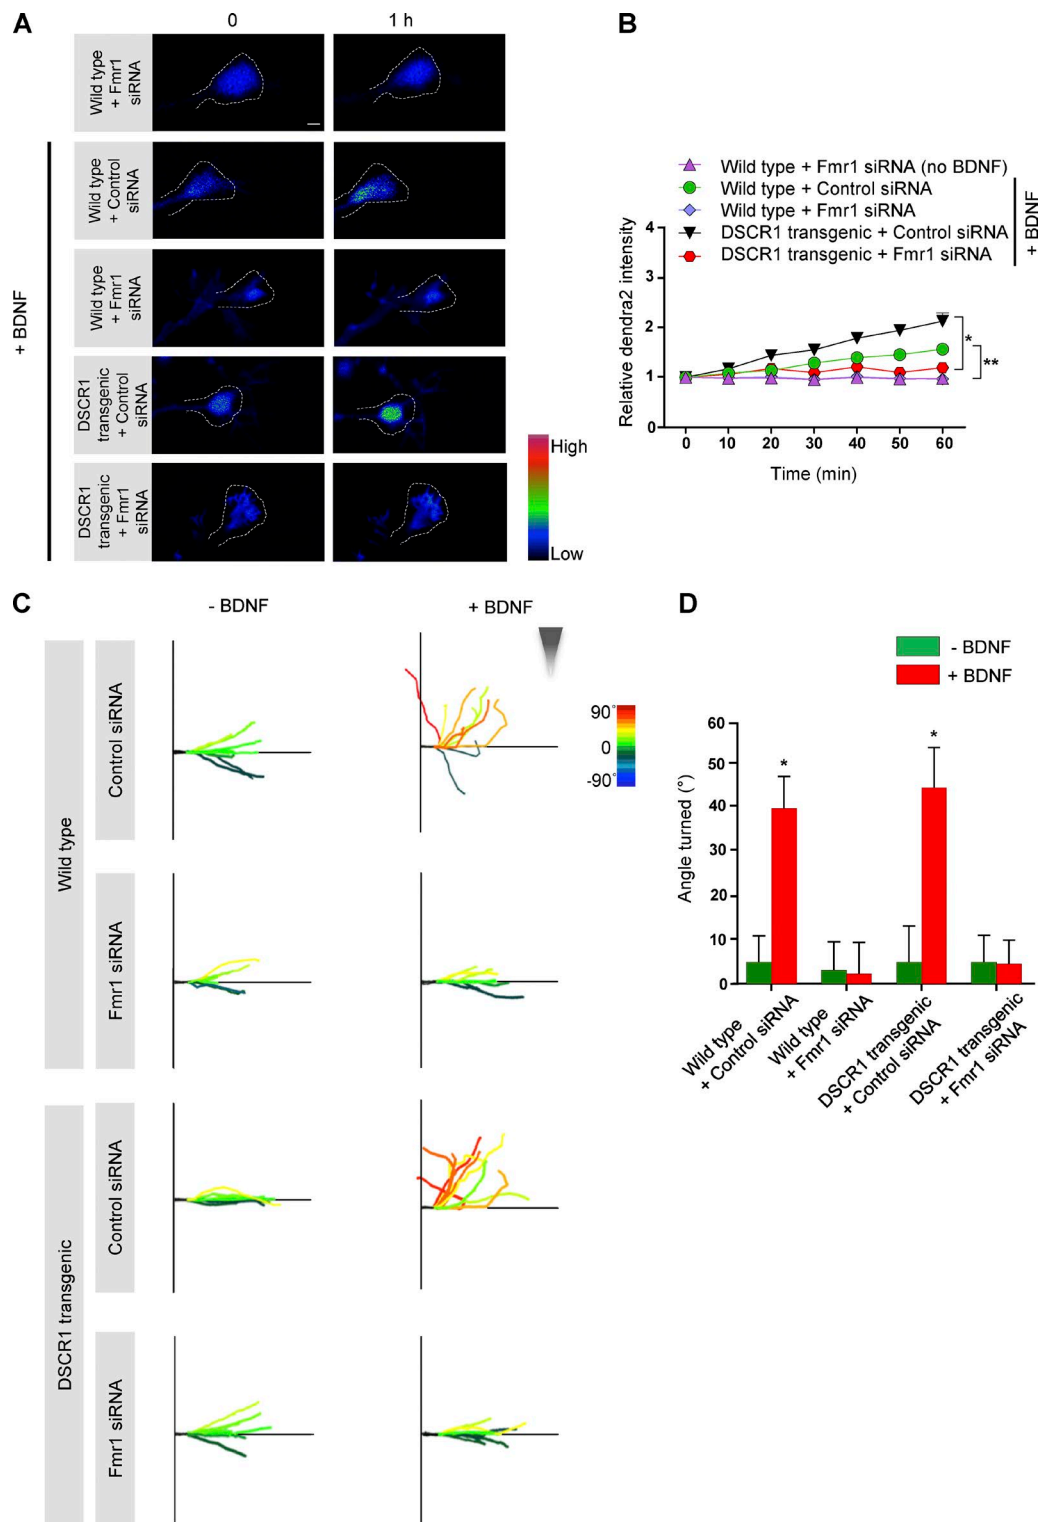 A
0
1 h
Wild type
+ Fmr1
siRNA
+ BDNF
Wild type
+ Control
siRNA
Wild type
+ Fmr1
siRNA
DSCR1
transgenic
+ Control
siRNA
DSCR1
transgenic
+ Fmr1
siRNA
High
Low
B
Wild type + Fmr1 siRNA (no BDNF)
Wild type + Control siRNA
Wild type + Fmr1 siRNA
DSCR1 transgenic + Control siRNA
DSCR1 transgenic + Fmr1 siRNA
+ BDNF
Relative dendra2 intensity
4
3
2
1
0
*
**
0 10 20 30 40 50 60
Time (min)
C
- BDNF
+ BDNF
Wild type
Control siRNA
Fmr1 siRNA
DSCR1 transgenic
Control siRNA
Fmr1 siRNA
90°
0
-90°
D
- BDNF
+ BDNF
Angle turned (°)
60
50
40
30
20
10
0
*
*
Wild type
+ Control siRNA
Wild type
+ Fmr1 siRNA
DSCR1 transgenic
+ Control siRNA
DSCR1 transgenic
+ Fmr1 siRNA